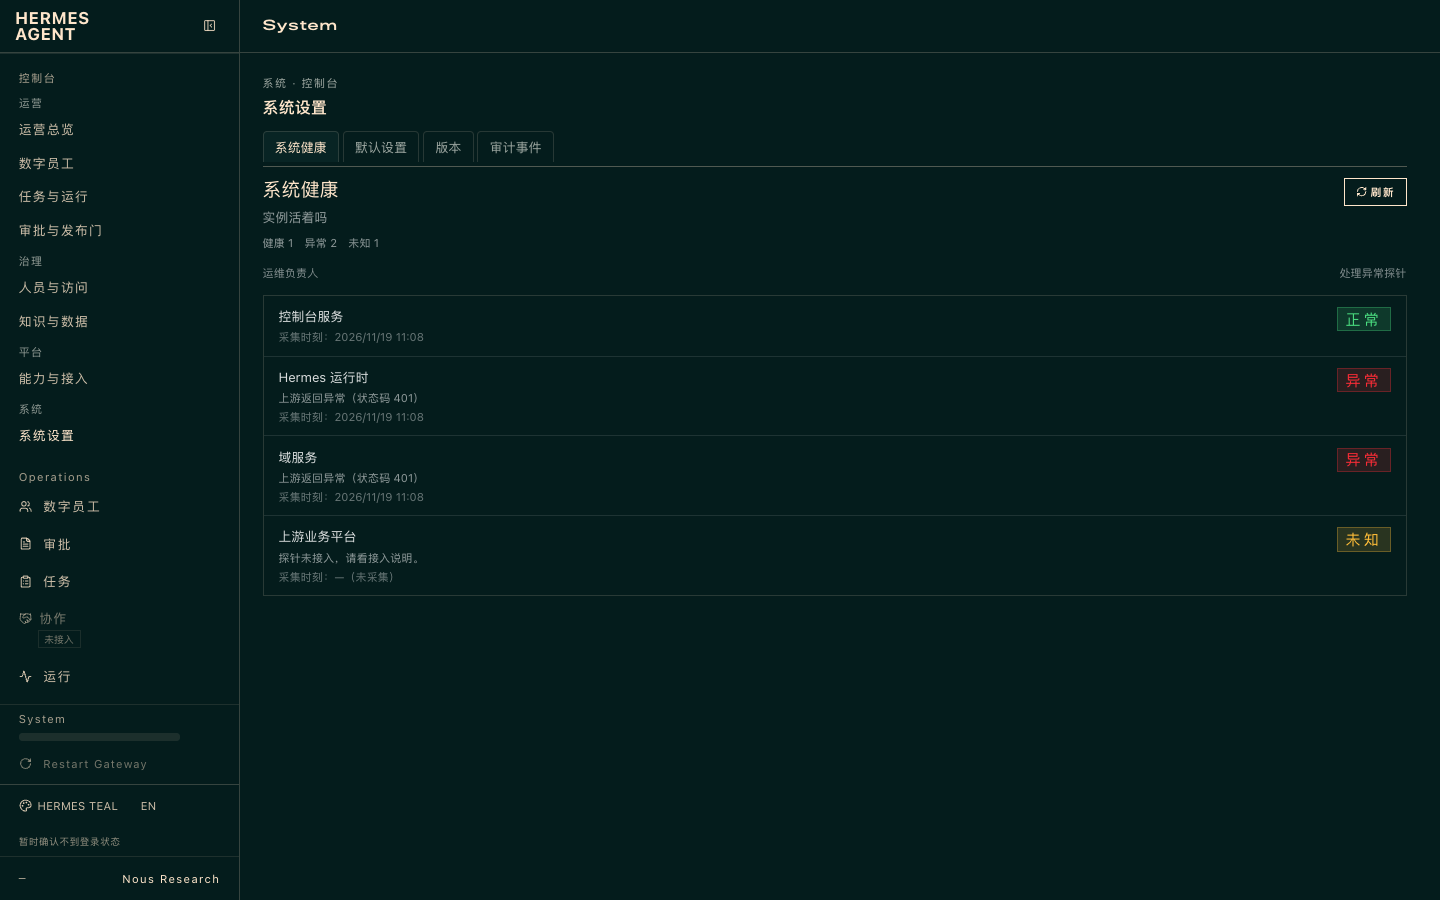 HERMES
AGENT
控制台
运营
运营总览
数字员工
任务与运行
审批与发布门
治理
人员与访问
知识与数据
平台
能力与接入
系统
系统设置
Operations
数字员工
审批
任务
协作
未接入
运行
System
Restart Gateway
HERMES TEAL EN
暂时确认不到登录状态
— Nous Research
System
系统 · 控制台
系统设置
系统健康 默认设置 版本 审计事件
系统健康
刷新
实例活着吗
健康 1 异常 2 未知 1
运维负责人 处理异常探针
控制台服务 正常
采集时刻：2026/11/19 11:08
Hermes 运行时 异常
上游返回异常（状态码 401）
采集时刻：2026/11/19 11:08
域服务 异常
上游返回异常（状态码 401）
采集时刻：2026/11/19 11:08
上游业务平台 未知
探针未接入，请看接入说明。
采集时刻：—（未采集）